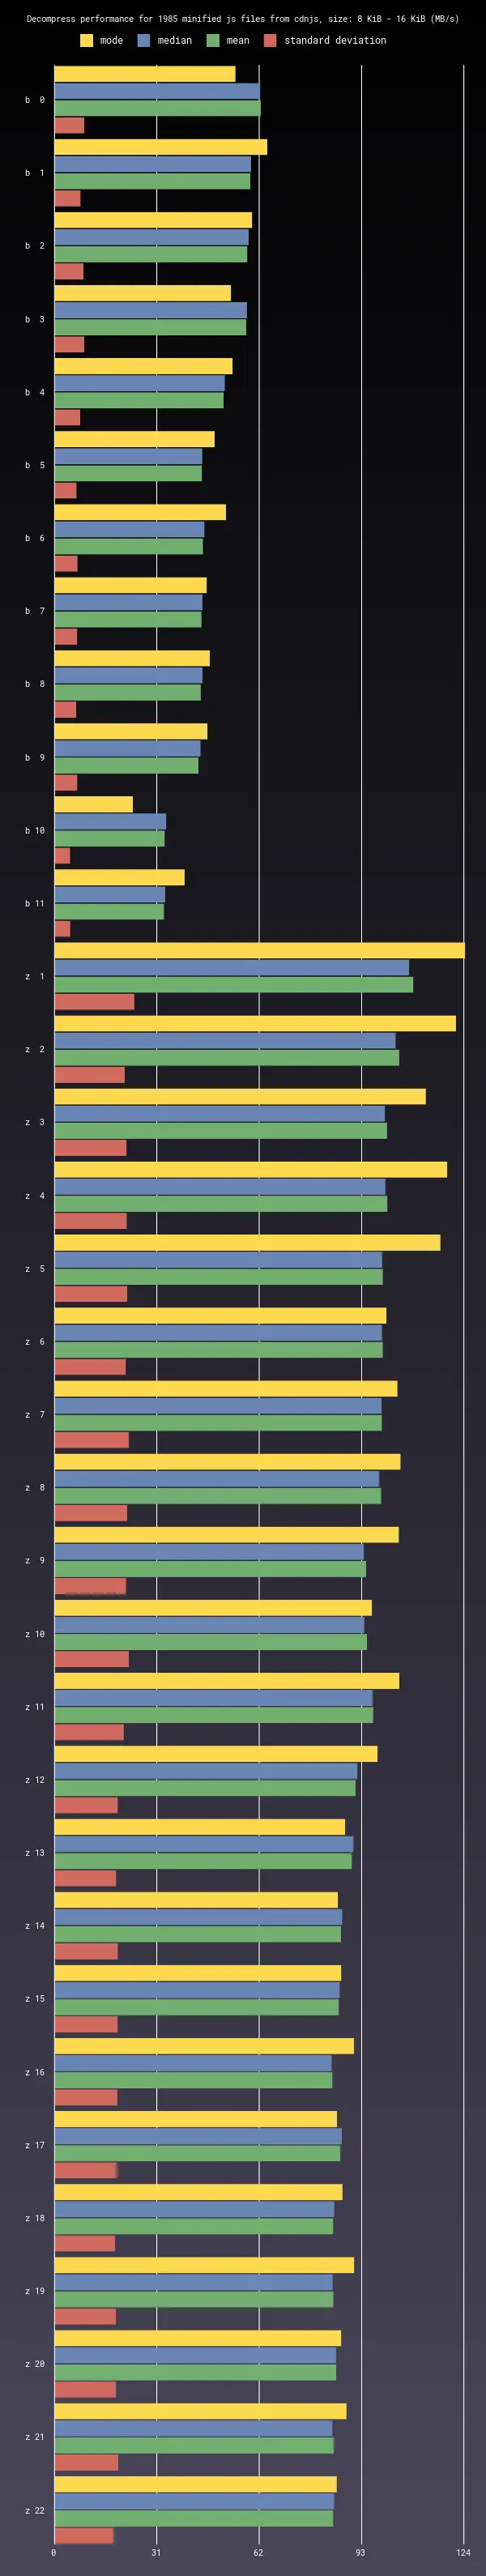 Decompress performance for 1985 minified js files from cdnjs, size: 8 KiB - 16 KiB (MB/s)
mode median mean standard deviation
b 0
b 1
b 2
b 3
b 4
b 5
b 6
b 7
b 8
b 9
b 10
b 11
z 1
z 2
z 3
z 4
z 5
z 6
z 7
z 8
z 9
z 10
z 11
z 12
z 13
z 14
z 15
z 16
z 17
z 18
z 19
z 20
z 21
z 22
0 31 62 93 124